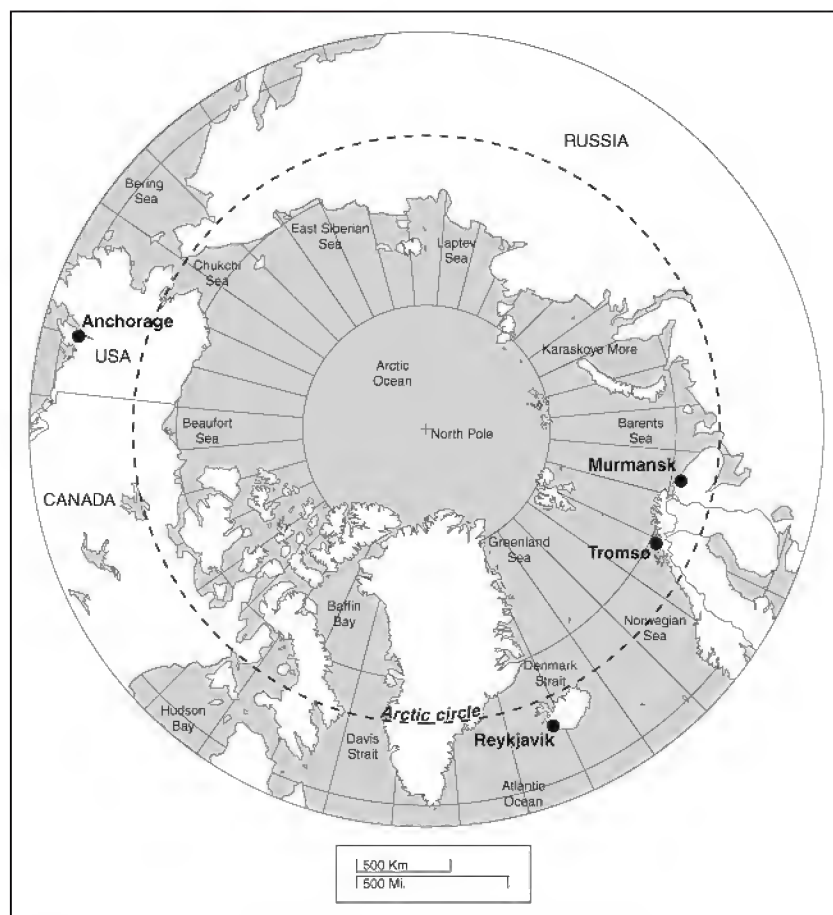 RUSSIA
Bering
Sea
East Siberian
Sea
Laptev
Sea
Chukchi
Sea
Anchorage
USA
Karaskoye More
Arctic
Ocean
Beaufort
Sea
North Pole
Barents
Sea
Murmansk
CANADA
Greenland
Sea
Tromsø
Baffin
Bay
Norwegian
Sea
Denmark
Strait
Arctic circle
Hudson
Bay
Davis
Strait
Reykjavik
Atlantic
Ocean
500 Km
500 Mi.